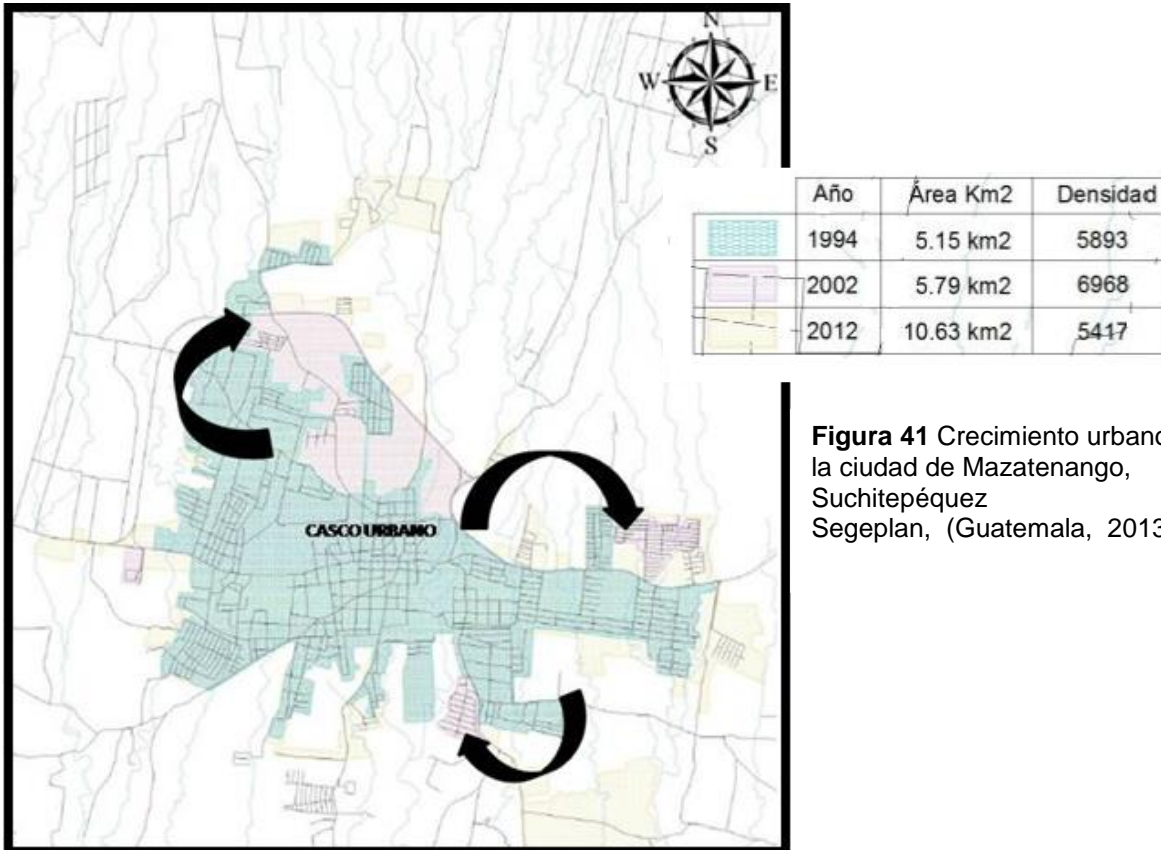 N
W E
S
Año Área Km2 Densidad
1994 5.15 km2 5893
2002 5.79 km2 6968
2012 10.63 km2 5417
CASCO URBANO
Figura 41 Crecimiento urbano
la ciudad de Mazatenango,
Suchitepéquez
Segeplan, (Guatemala, 2013